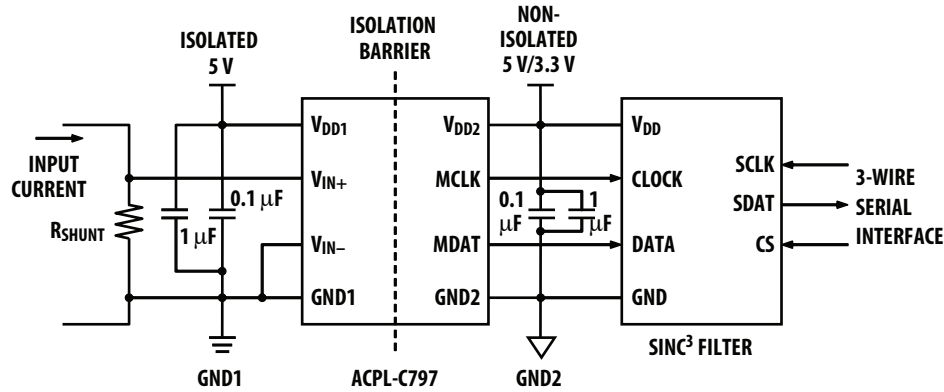 ISOLATED
5 V
ISOLATION
BARRIER
NON-
ISOLATED
5 V/3.3 V
INPUT
CURRENT
RSHUNT
1 μF
0.1 μF
VDD1
VIN+
VIN–
GND1
VDD2
MCLK
MDAT
GND2
0.1
μF
1
μF
VDD
CLOCK
DATA
GND
SCLK
SDAT
CS
3-WIRE
SERIAL
INTERFACE
GND1
ACPL-C797
GND2
SINC³ FILTER